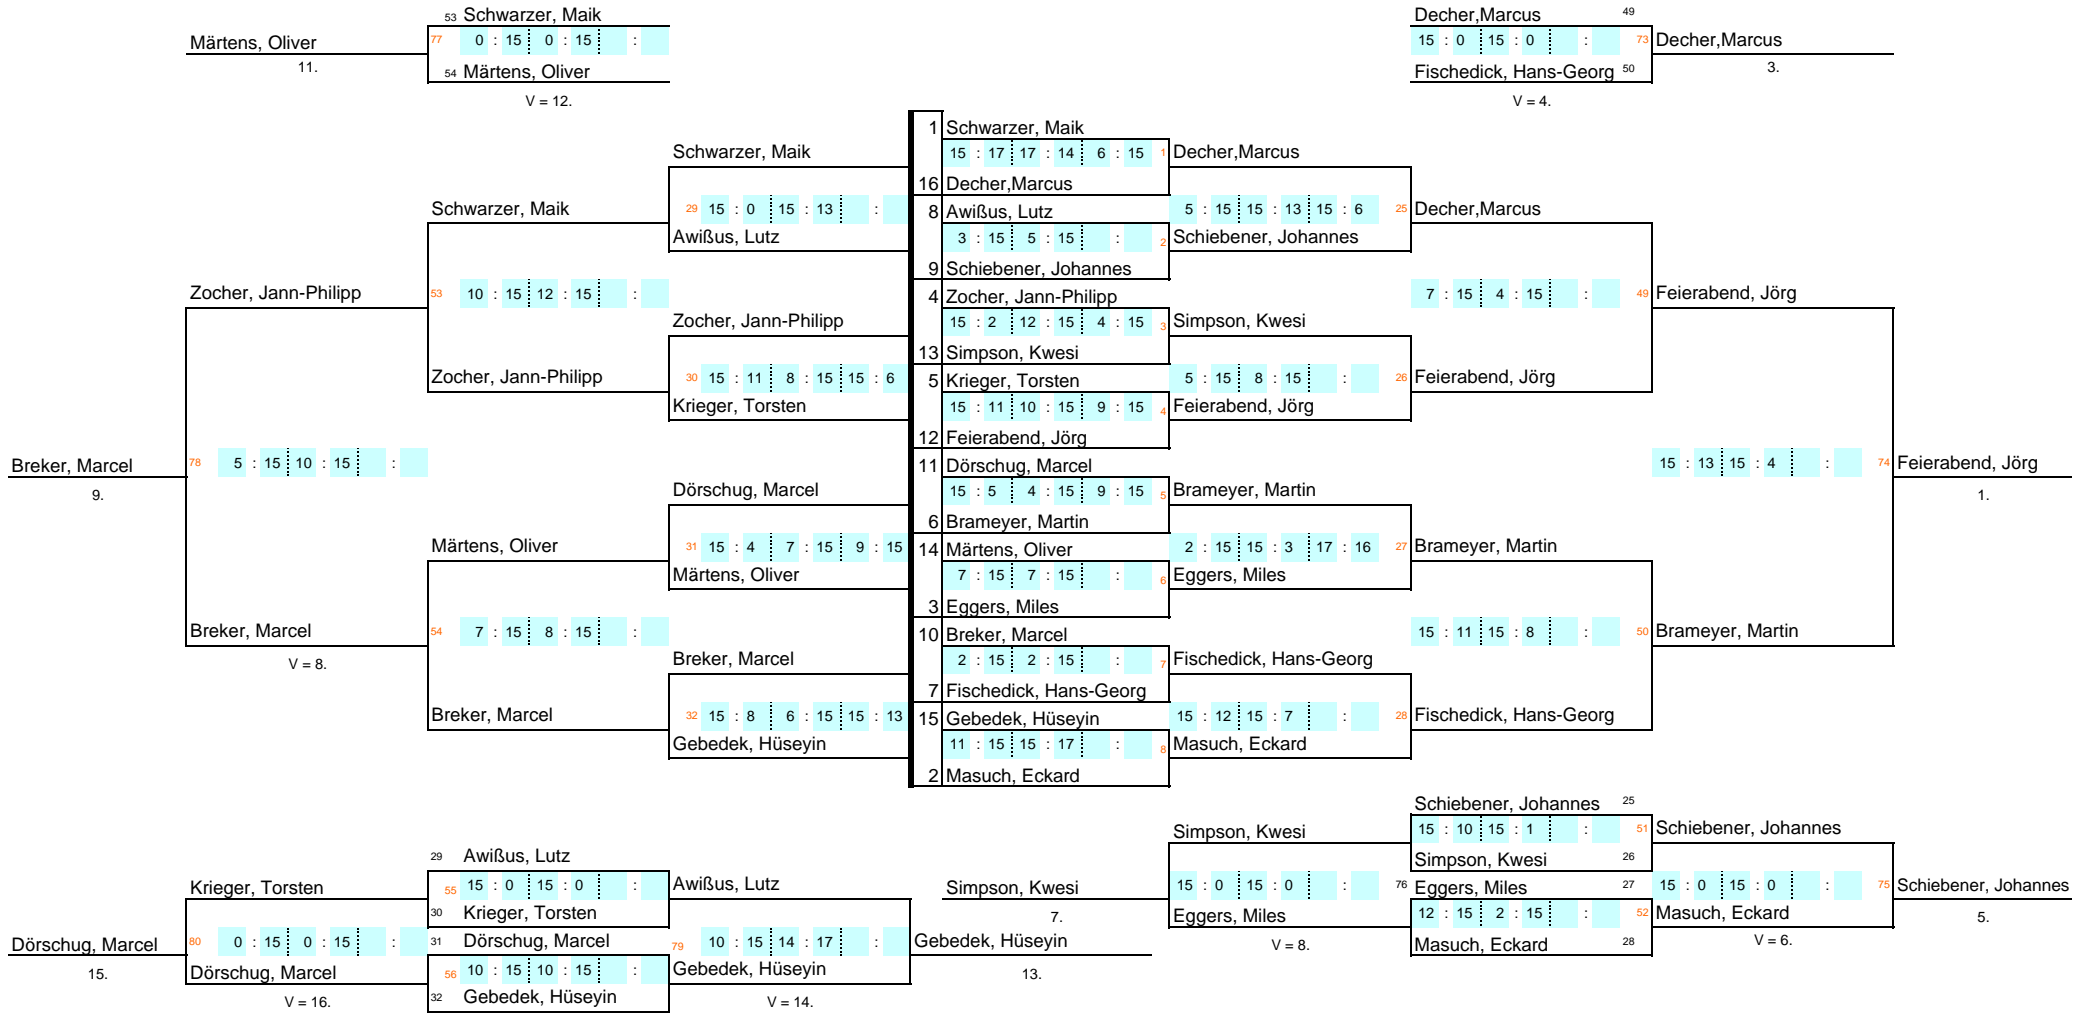 53 Schwarzer, Maik
Märtens, Oliver
77 0 : 15 0 : 15 :
11.
54 Märtens, Oliver
V = 12.
Decher,Marcus 49
15 : 0 15 : 0 : 73 Decher,Marcus
Fischedick, Hans-Georg 50
3.
V = 4.
1 Schwarzer, Maik
15 : 17 17 : 14 6 : 15 1 Decher,Marcus
16 Decher,Marcus
8 Awißus, Lutz
3 : 15 5 : 15 : 2 Schiebener, Johannes
9 Schiebener, Johannes
4 Zocher, Jann-Philipp
15 : 2 12 : 15 4 : 15 3 Simpson, Kwesi
13 Simpson, Kwesi
5 Krieger, Torsten
15 : 11 10 : 15 9 : 15 4 Feierabend, Jörg
12 Feierabend, Jörg
11 Dörschug, Marcel
15 : 5 4 : 15 9 : 15 5 Brameyer, Martin
6 Brameyer, Martin
14 Märtens, Oliver
7 : 15 7 : 15 : 6 Eggers, Miles
3 Eggers, Miles
10 Breker, Marcel
2 : 15 2 : 15 : 7 Fischedick, Hans-Georg
7 Fischedick, Hans-Georg
15 Gebedek, Hüseyin
11 : 15 15 : 17 : 8 Masuch, Eckard
2 Masuch, Eckard
5 : 15 15 : 13 15 : 6 25 Decher,Marcus
5 : 15 8 : 15 : 26 Feierabend, Jörg
2 : 15 15 : 3 17 : 16 27 Brameyer, Martin
15 : 12 15 : 7 : 28 Fischedick, Hans-Georg
7 : 15 4 : 15 : 49 Feierabend, Jörg
15 : 11 15 : 8 : 50 Brameyer, Martin
15 : 13 15 : 4 : 74 Feierabend, Jörg
1.
Schwarzer, Maik
29 15 : 0 15 : 13 :
Awißus, Lutz
Zocher, Jann-Philipp
30 15 : 11 8 : 15 15 : 6
Krieger, Torsten
Dörschug, Marcel
31 15 : 4 7 : 15 9 : 15
Märtens, Oliver
Breker, Marcel
32 15 : 8 6 : 15 15 : 13
Gebedek, Hüseyin
Schwarzer, Maik
53 10 : 15 12 : 15 :
Zocher, Jann-Philipp
Märtens, Oliver
54 7 : 15 8 : 15 :
Breker, Marcel
Zocher, Jann-Philipp
78 5 : 15 10 : 15 :
Breker, Marcel
V = 8.
Breker, Marcel
9.
29 Awißus, Lutz
55 15 : 0 15 : 0 : Awißus, Lutz
30 Krieger, Torsten
31 Dörschug, Marcel
56 10 : 15 10 : 15 : Gebedek, Hüseyin
32 Gebedek, Hüseyin
Krieger, Torsten
80 0 : 15 0 : 15 :
Dörschug, Marcel
V = 16.
Dörschug, Marcel
15.
79 10 : 15 14 : 17 : Gebedek, Hüseyin
V = 14.
13.
Schiebener, Johannes 25
15 : 10 15 : 1 : 51 Schiebener, Johannes
Simpson, Kwesi 26
Eggers, Miles 27
12 : 15 2 : 15 : 52 Masuch, Eckard
Masuch, Eckard 28
Simpson, Kwesi
15 : 0 15 : 0 : 76
Eggers, Miles
V = 8.
Simpson, Kwesi
7.
15 : 0 15 : 0 : 75 Schiebener, Johannes
V = 6.
5.